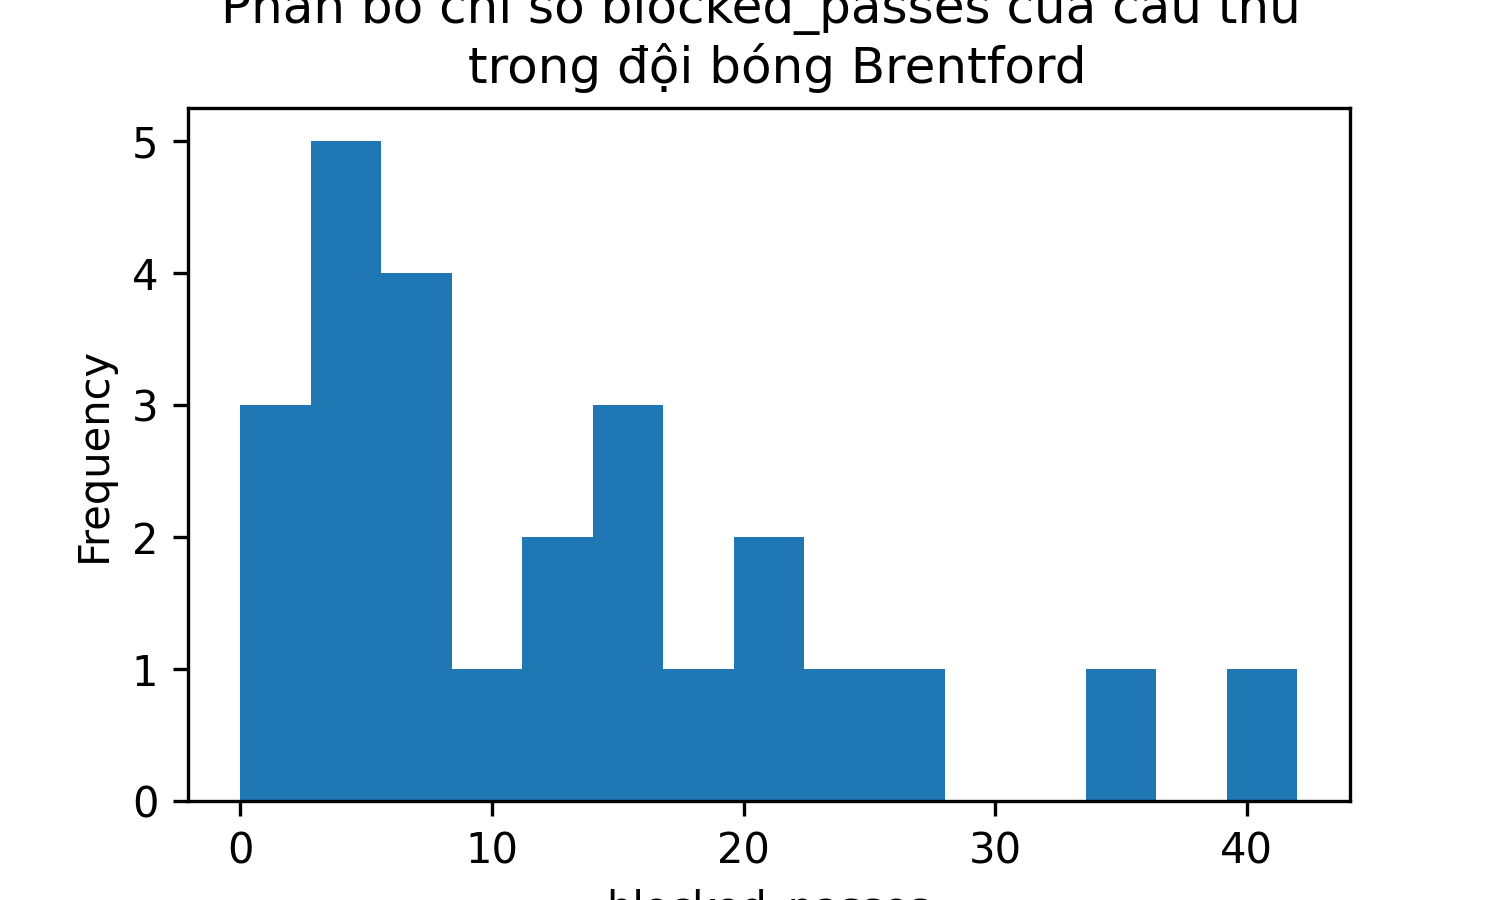 Phân bố chỉ số blocked_passes của cầu thủ
trong đội bóng Brentford
5
4
3
2
1
0
Frequency
0 10 20 30 40
blocked_passes